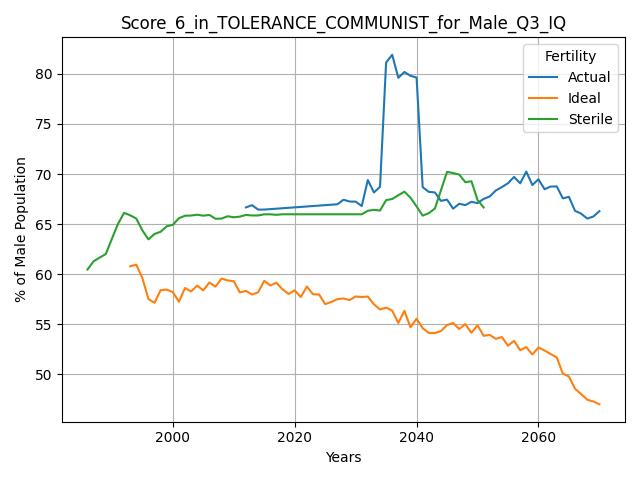 Score_6_in_TOLERANCE_COMMUNIST_for_Male_Q3_IQ
Fertility
Actual
Ideal
Sterile
% of Male Population
80
75
70
65
60
55
50
2000 2020 2040 2060
Years